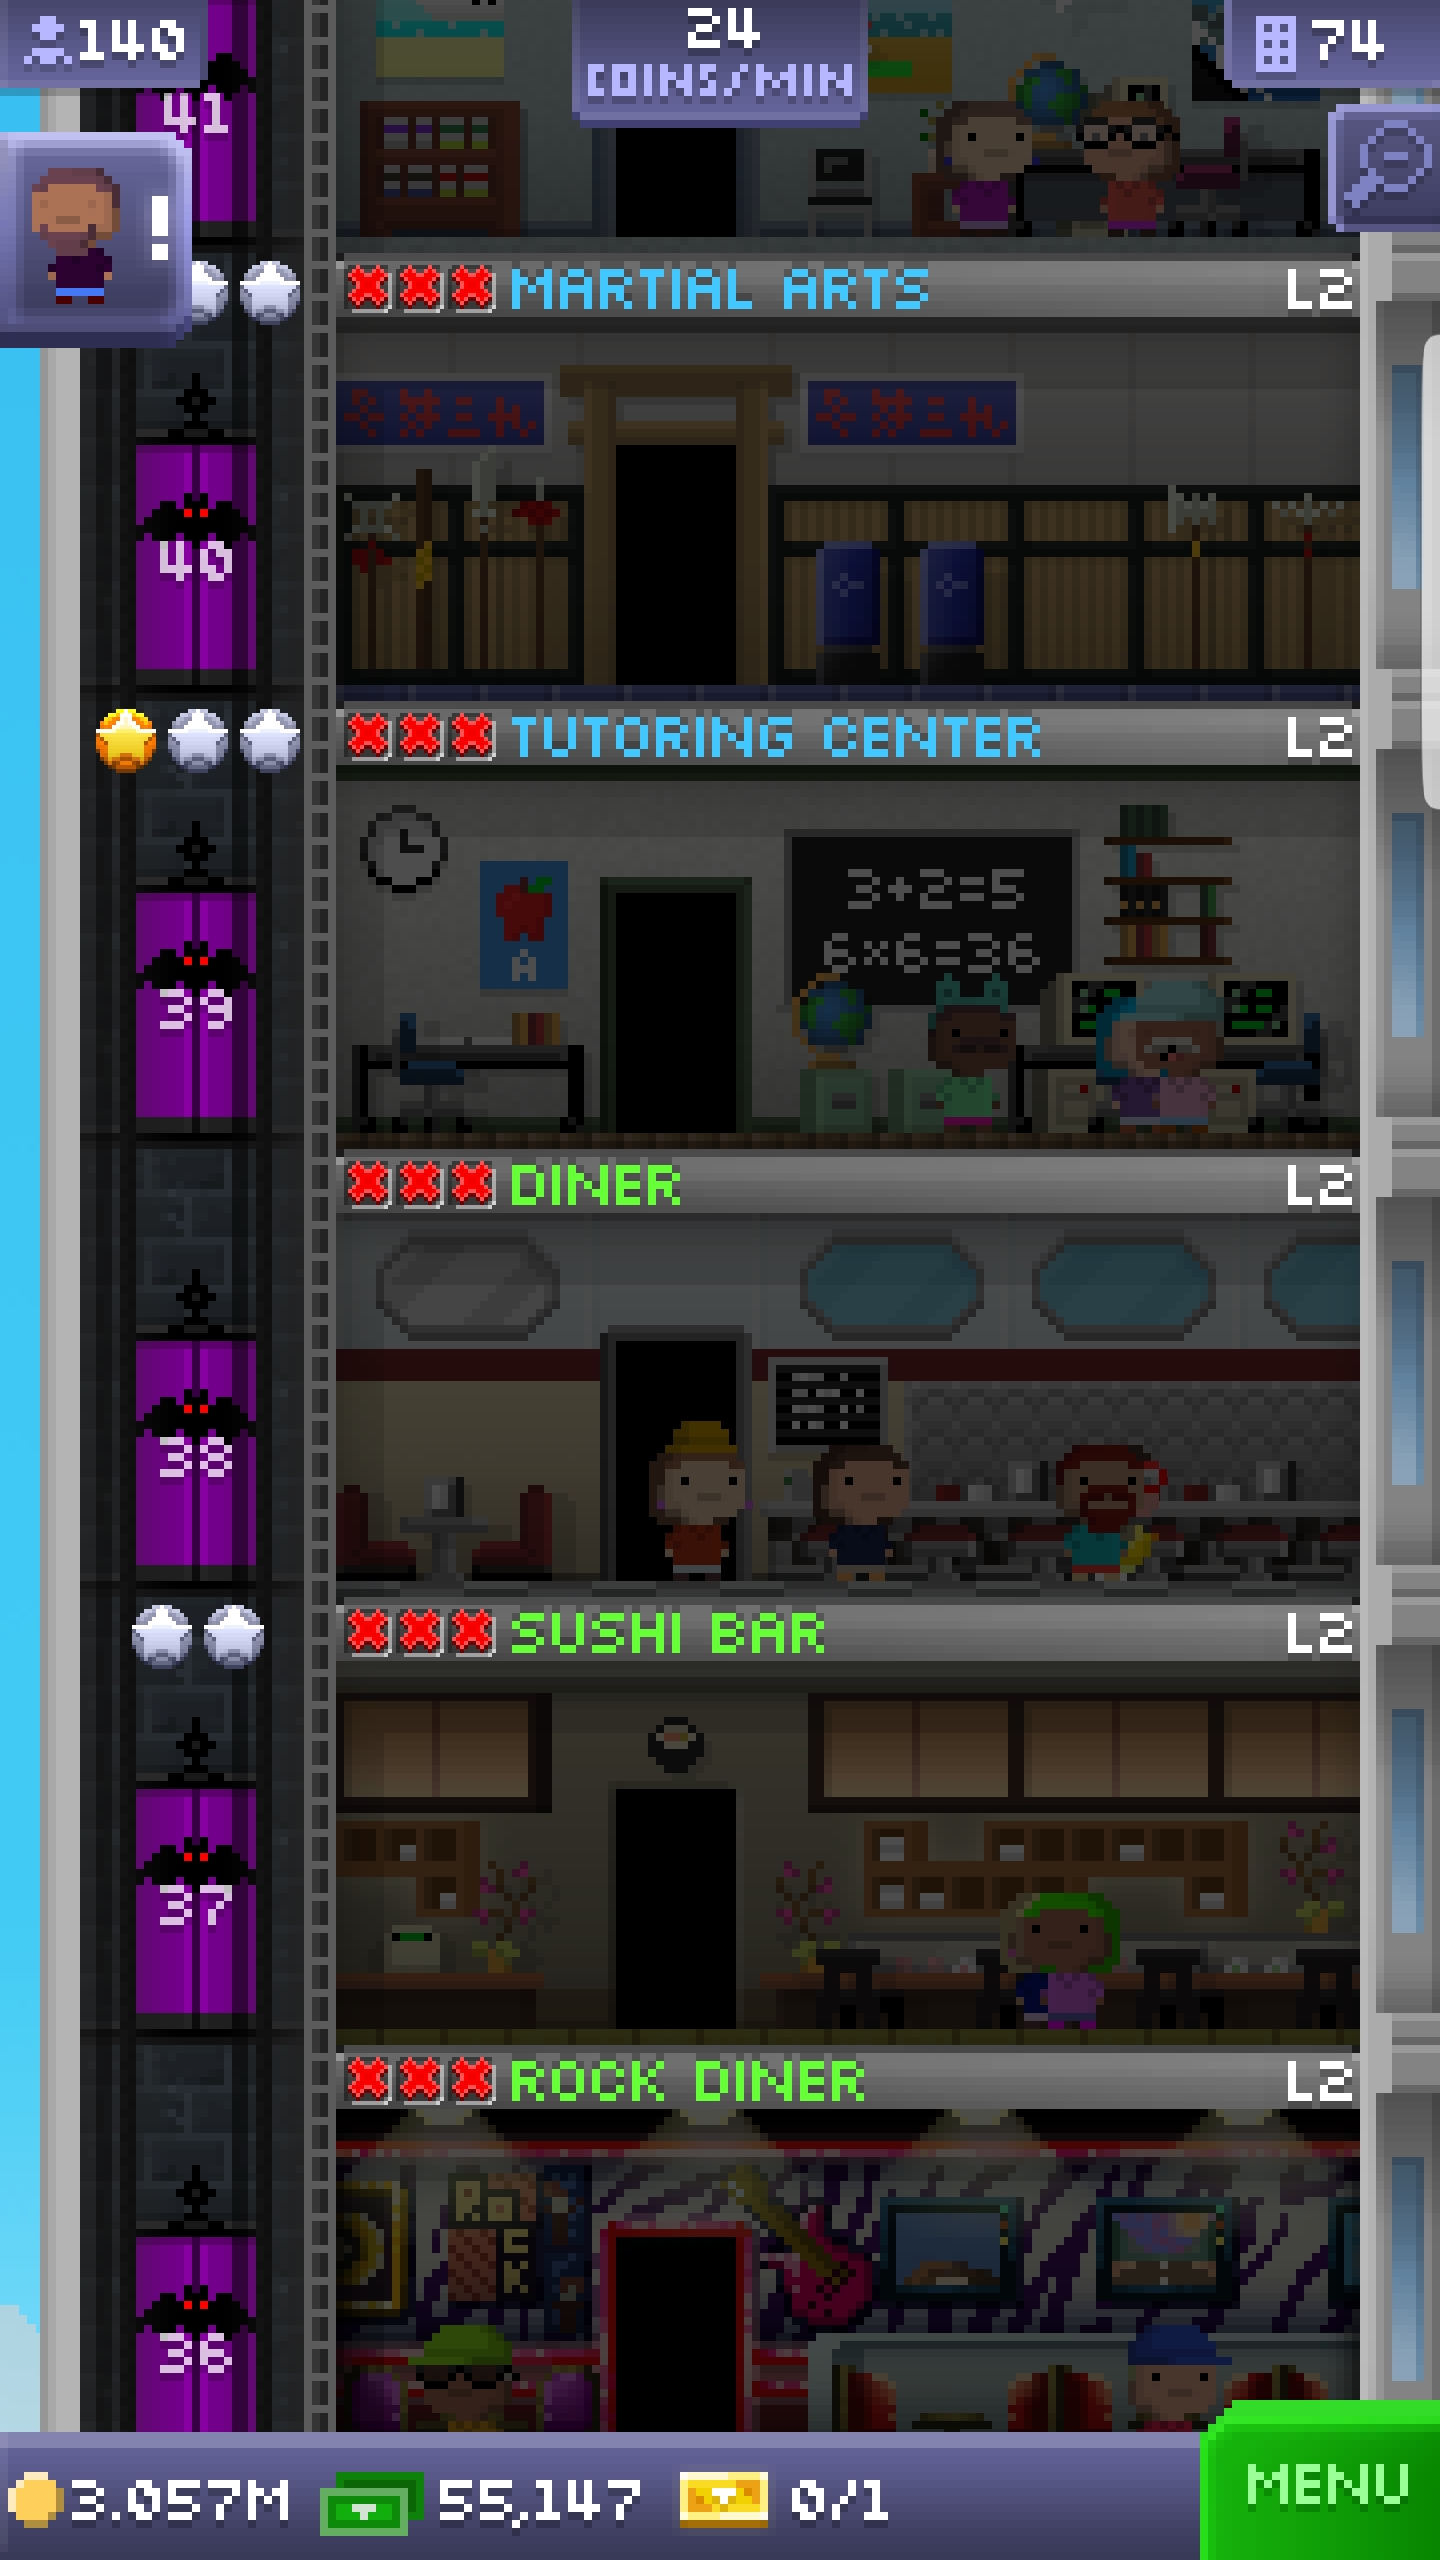 140
24
COINS/MIN
74
41
!
MARTIAL ARTS L2
40
TUTORING CENTER L2
3+2=5
6×6=36
A
39
DINER L2
38
SUSHI BAR L2
37
ROCK DINER L2
36
3.057M 55,147 0/1
MENU